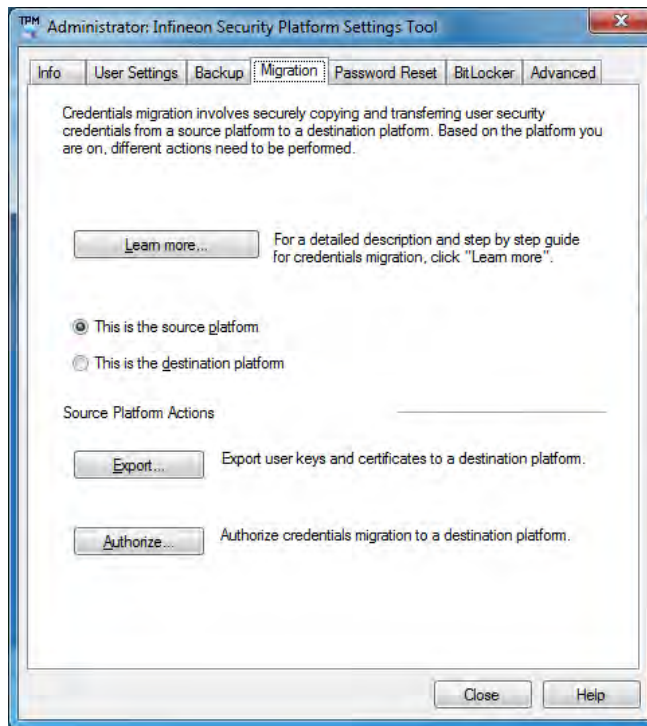 TPM Administrator: Infineon Security Platform Settings Tool
Info User Settings Backup Migration Password Reset BitLocker Advanced
Credentials migration involves securely copying and transferring user security
credentials from a source platform to a destination platform. Based on the platform you
are on, different actions need to be performed.
Learn more...
For a detailed description and step by step guide
for credentials migration, click "Learn more".
This is the source platform
This is the destination platform
Source Platform Actions
Export...
Export user keys and certificates to a destination platform.
Authorize...
Authorize credentials migration to a destination platform.
Close
Help